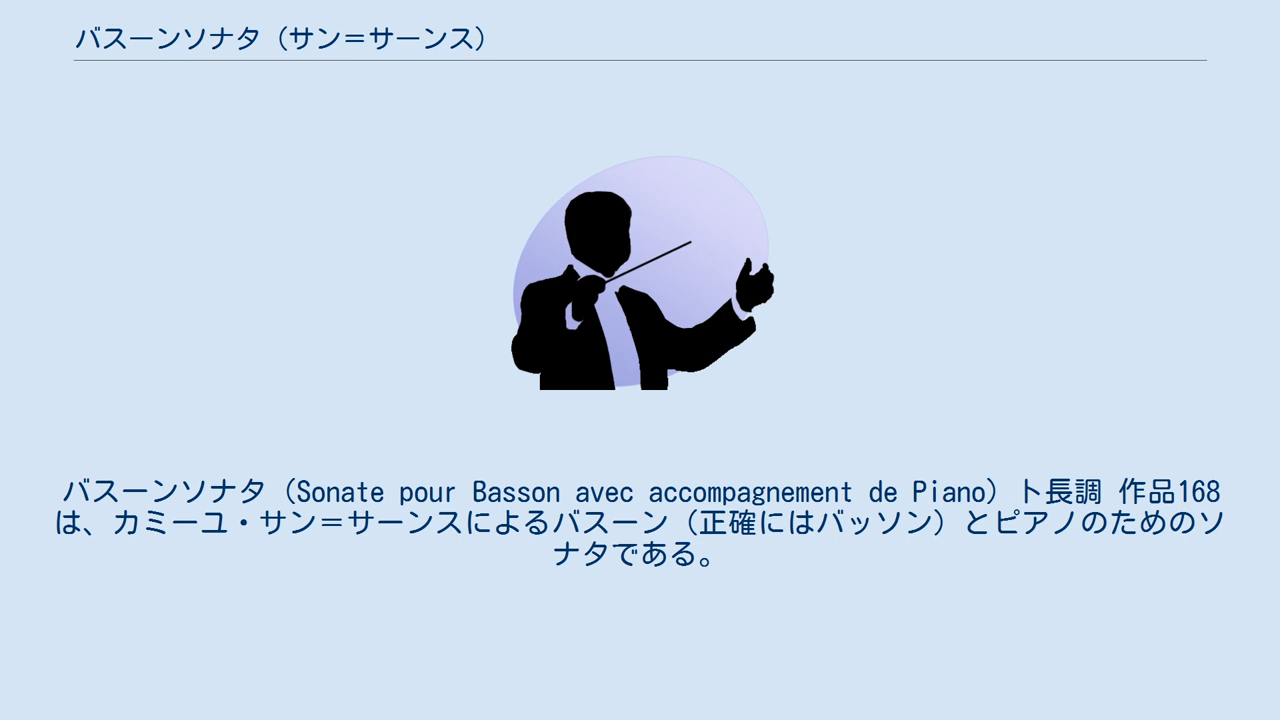 バスーンソナタ（サン＝サーンス）
バスーンソナタ（Sonate pour Basson avec accompagnement de Piano）ト長調 作品168
は、カミーユ・サン＝サーンスによるバスーン（正確にはバッソン）とピアノのためのソ
ナタである。